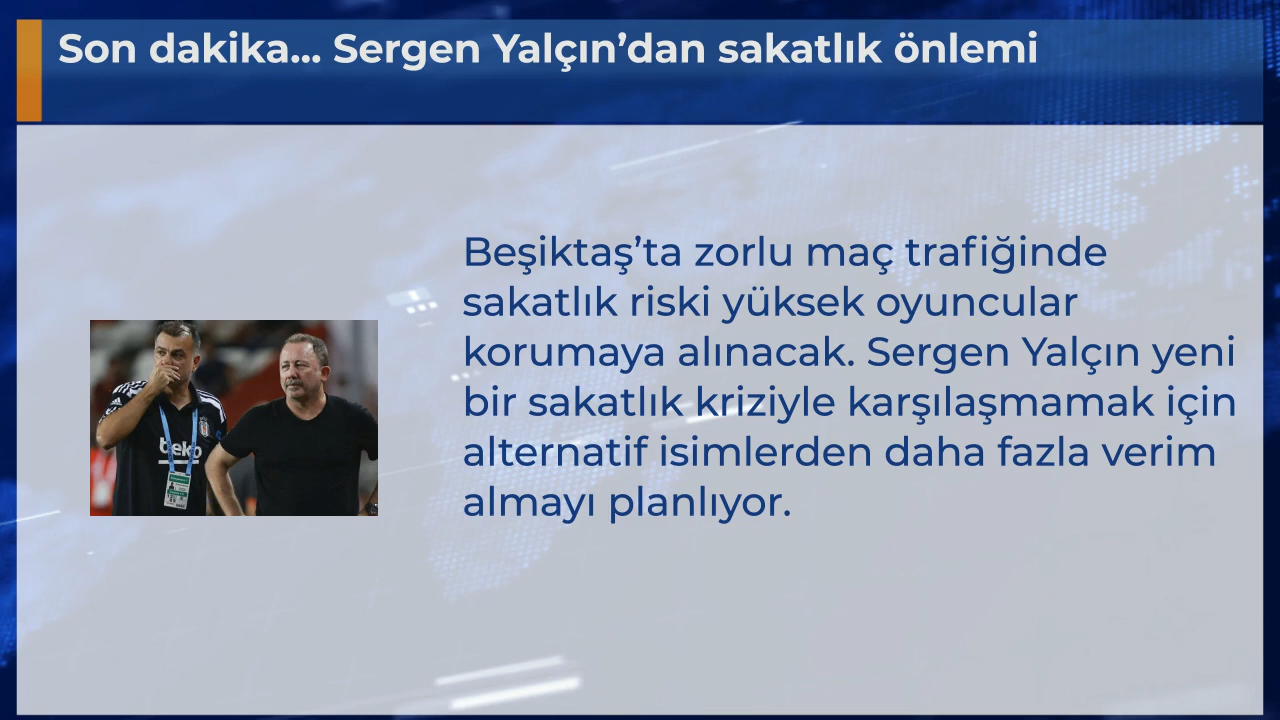 Son dakika... Sergen Yalçın’dan sakatlık önlemi
Beşiktaş’ta zorlu maç trafiğinde
sakatlık riski yüksek oyuncular
korumaya alınacak. Sergen Yalçın yeni
bir sakatlık kriziyle karşılaşmamak için
alternatif isimlerden daha fazla verim
almayı planlıyor.
beko